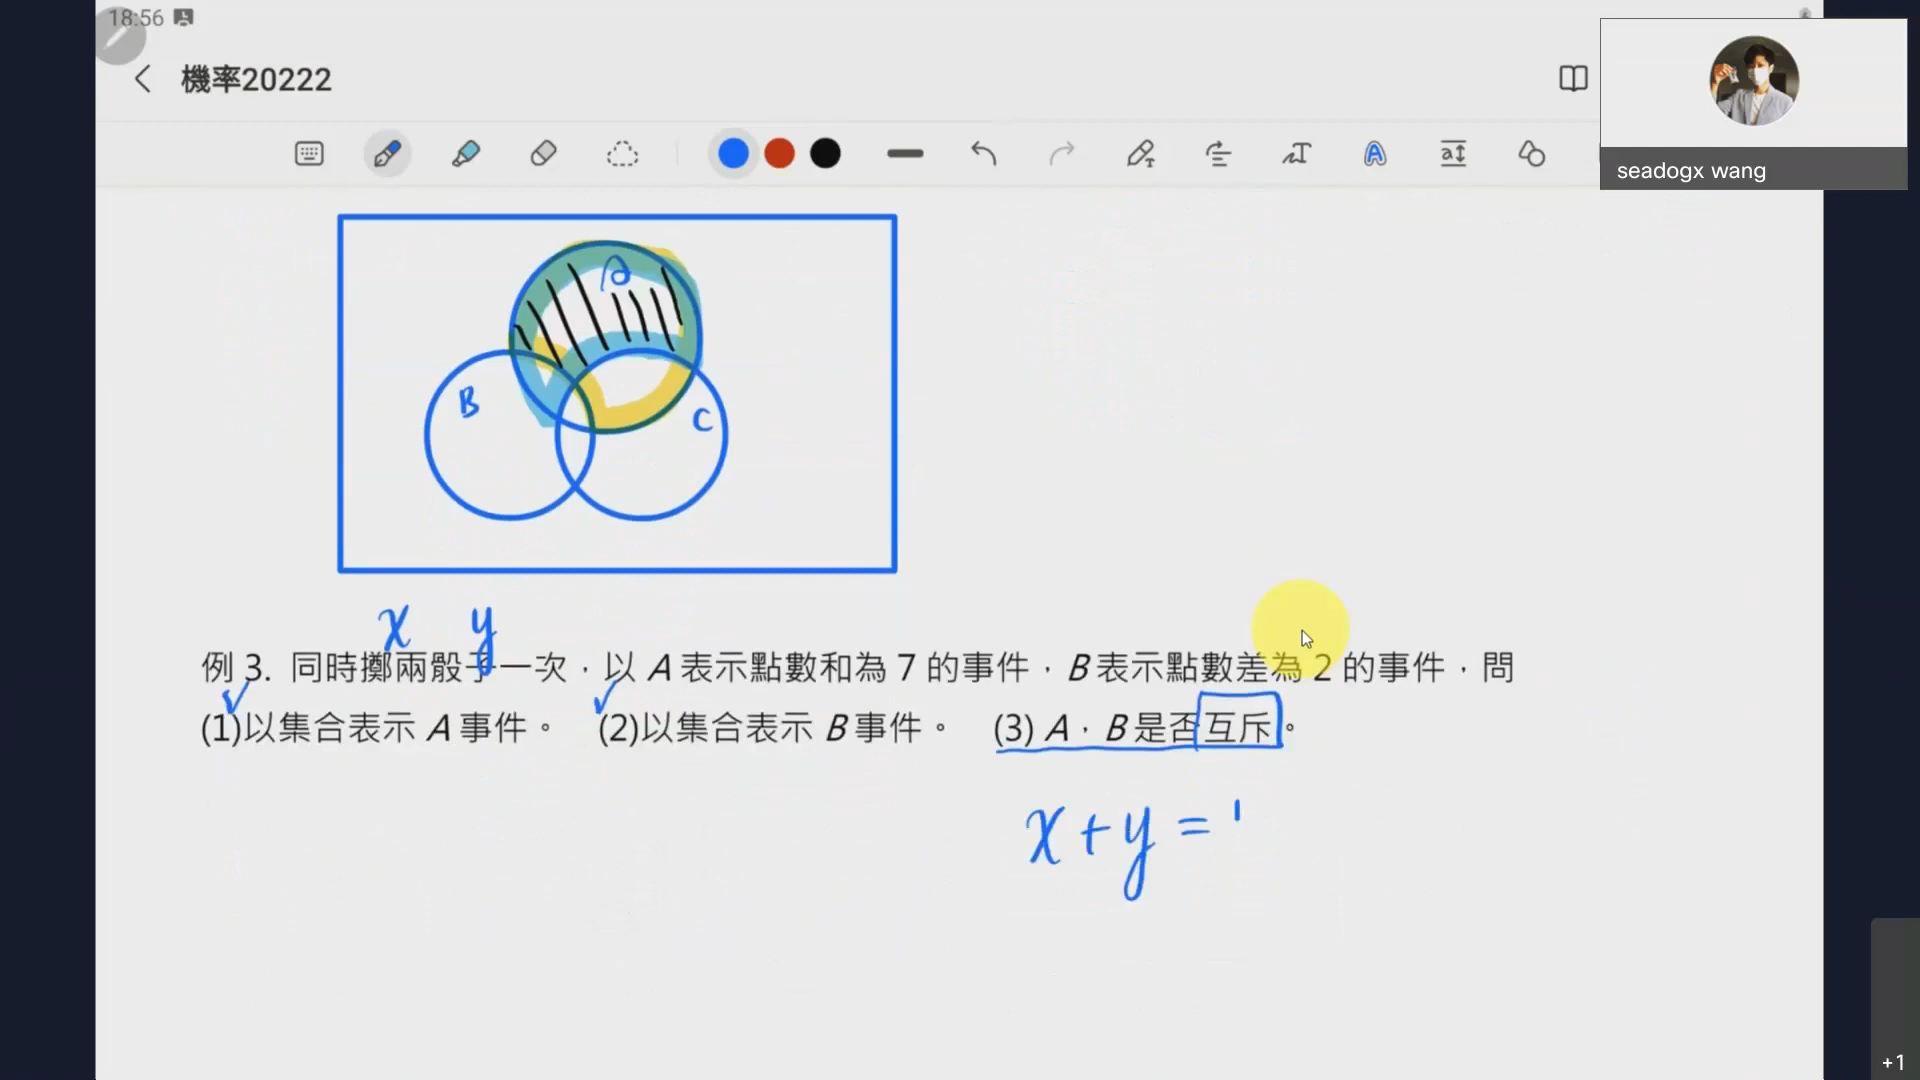 18:56
機率20222
seadogx wang
A
B
C
x y
例 3. 同時擲兩骰子一次，以 A 表示點數和為 7 的事件，B 表示點數差為 2 的事件，問
(1)以集合表示 A 事件。 (2)以集合表示 B 事件。 (3) A，B 是否互斥。
x+y=
+1